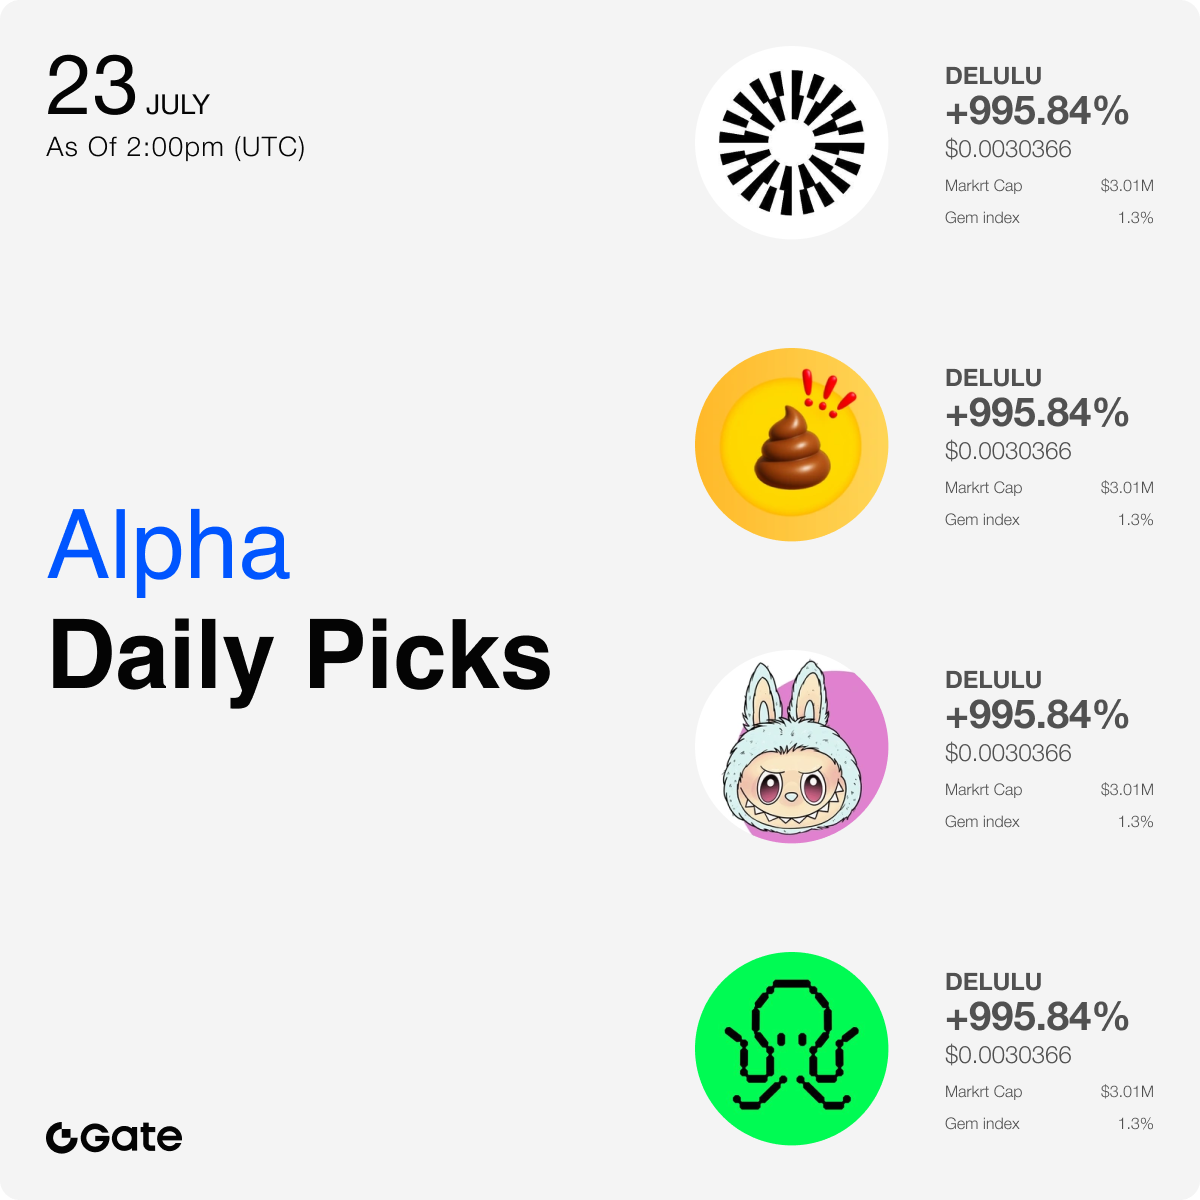 23 JULY
As Of 2:00pm (UTC)
Alpha
Daily Picks
Gate
DELULU
+995.84%
$0.0030366
Markrt Cap $3.01M
Gem index 1.3%
DELULU
+995.84%
$0.0030366
Markrt Cap $3.01M
Gem index 1.3%
DELULU
+995.84%
$0.0030366
Markrt Cap $3.01M
Gem index 1.3%
DELULU
+995.84%
$0.0030366
Markrt Cap $3.01M
Gem index 1.3%